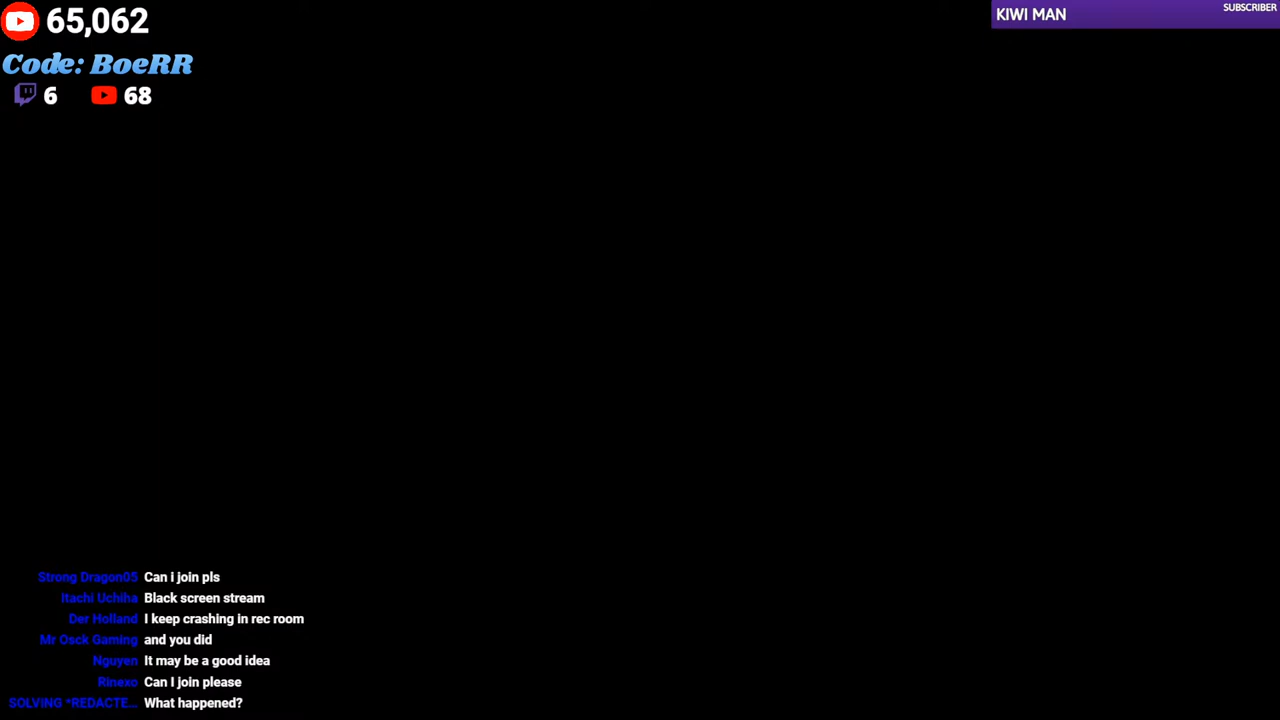 65,062
Code: BoeRR
6 68
KIWI MAN SUBSCRIBER
Strong Dragon05 Can i join pls
Itachi Uchiha Black screen stream
Der Holland I keep crashing in rec room
Mr Osck Gaming and you did
Nguyen It may be a good idea
Rinexo Can I join please
SOLVING *REDACTE... What happened?